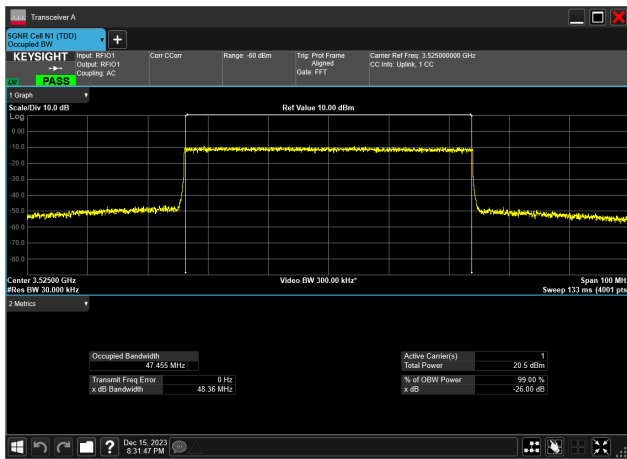 Transceiver A
5GNR Cell N1 (TDD)
Occupied BW
KEYSIGHT
Input: RFIO1
Output: RFIO1
Coupling: AC
Corr CCorr
Range: -60 dBm
Trig: Prot Frame
Aligned
Gate: FFT
Carrier Ref Freq: 3.525000000 GHz
CC Info: Uplink, 1 CC
PASS
1 Graph
Scale/Div 10.0 dB
Ref Value 10.00 dBm
Log
0.00
-10.0
-20.0
-30.0
-40.0
-50.0
-60.0
-70.0
-80.0
Center 3.52500 GHz
Video BW 300.00 kHz*
Span 100 MHz
#Res BW 30.000 kHz
Sweep 133 ms (4001 pts
2 Metrics
Occupied Bandwidth
47.455 MHz
Transmit Freq Error 0 Hz
x dB Bandwidth 48.36 MHz
Active Carrier(s) 1
Total Power 20.5 dBm
% of OBW Power 99.00 %
x dB -26.00 dB
Dec 15, 2023
8:31:47 PM